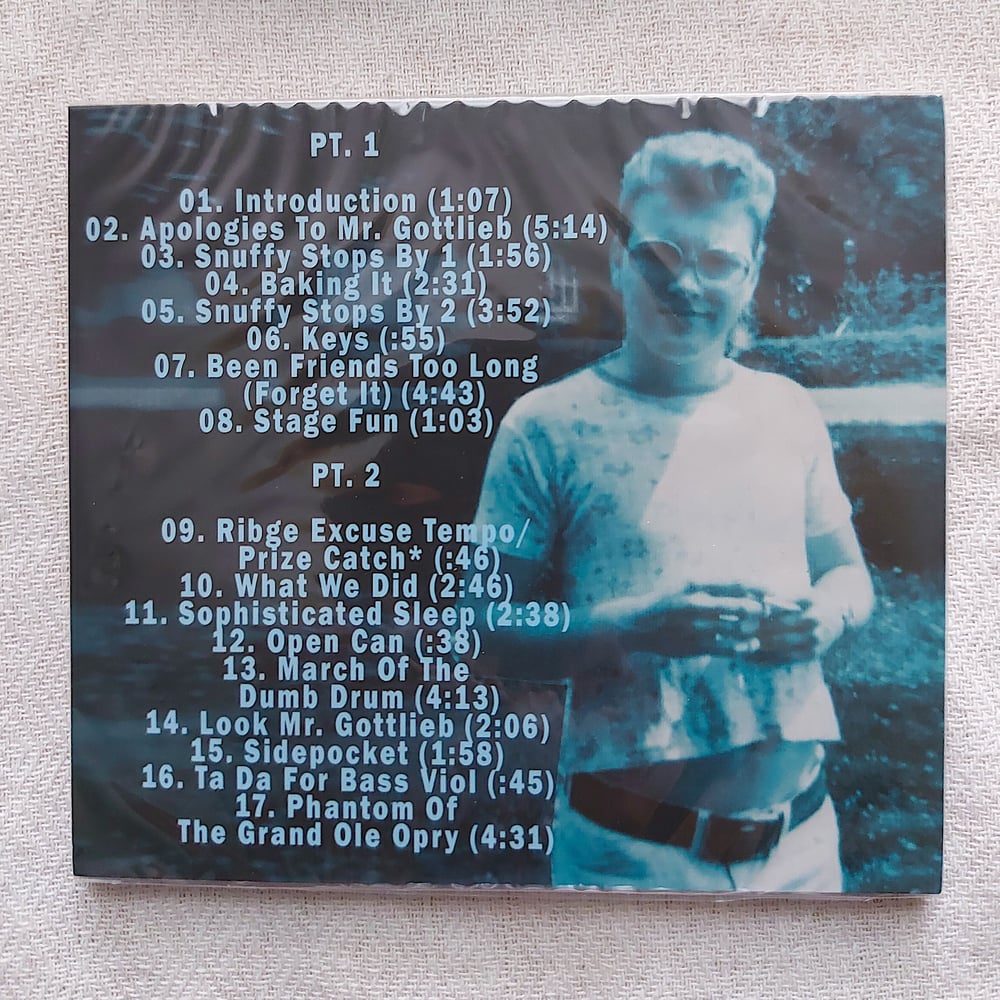 PT. 1
01. Introduction (1:07)
02. Apologies To Mr. Gottlieb (5:14)
03. Snuffy Stops By 1 (1:56)
04. Baking It (2:31)
05. Snuffy Stops By 2 (3:52)
06. Keys (:55)
07. Been Friends Too Long
(Forget It) (4:43)
08. Stage Fun (1:03)
PT. 2
09. Ribge Excuse Tempo/
Prize Catch* (:46)
10. What We Did (2:46)
11. Sophisticated Sleep (2:38)
12. Open Can (:38)
13. March Of The
Dumb Drum (4:13)
14. Look Mr. Gottlieb (2:06)
15. Sidepocket (1:58)
16. Ta Da For Bass Viol (:45)
17. Phantom Of
The Grand Ole Opry (4:31)